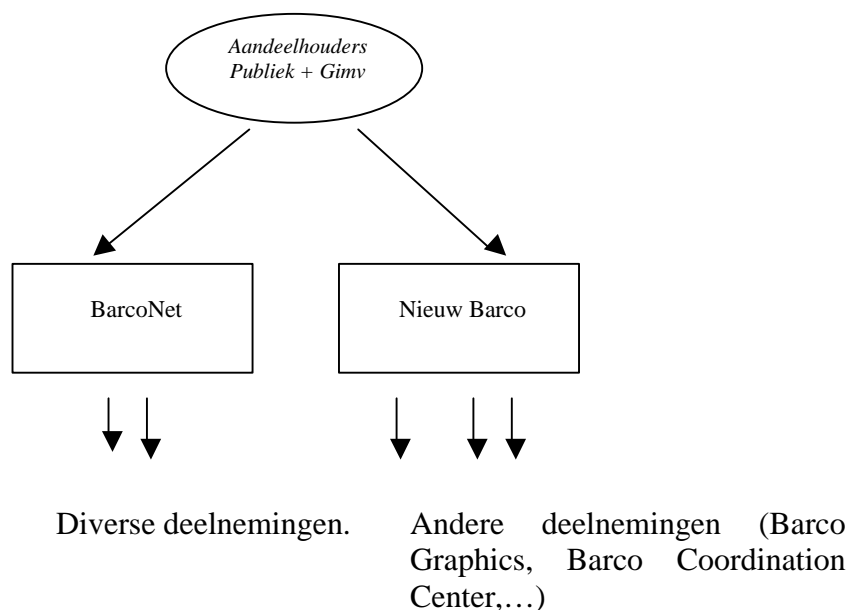 Aandeelhouders
Publiek + Gimv
BarcoNet
Nieuw Barco
Diverse deelnemingen.
Andere deelnemingen (Barco
Graphics, Barco Coordination
Center,…)